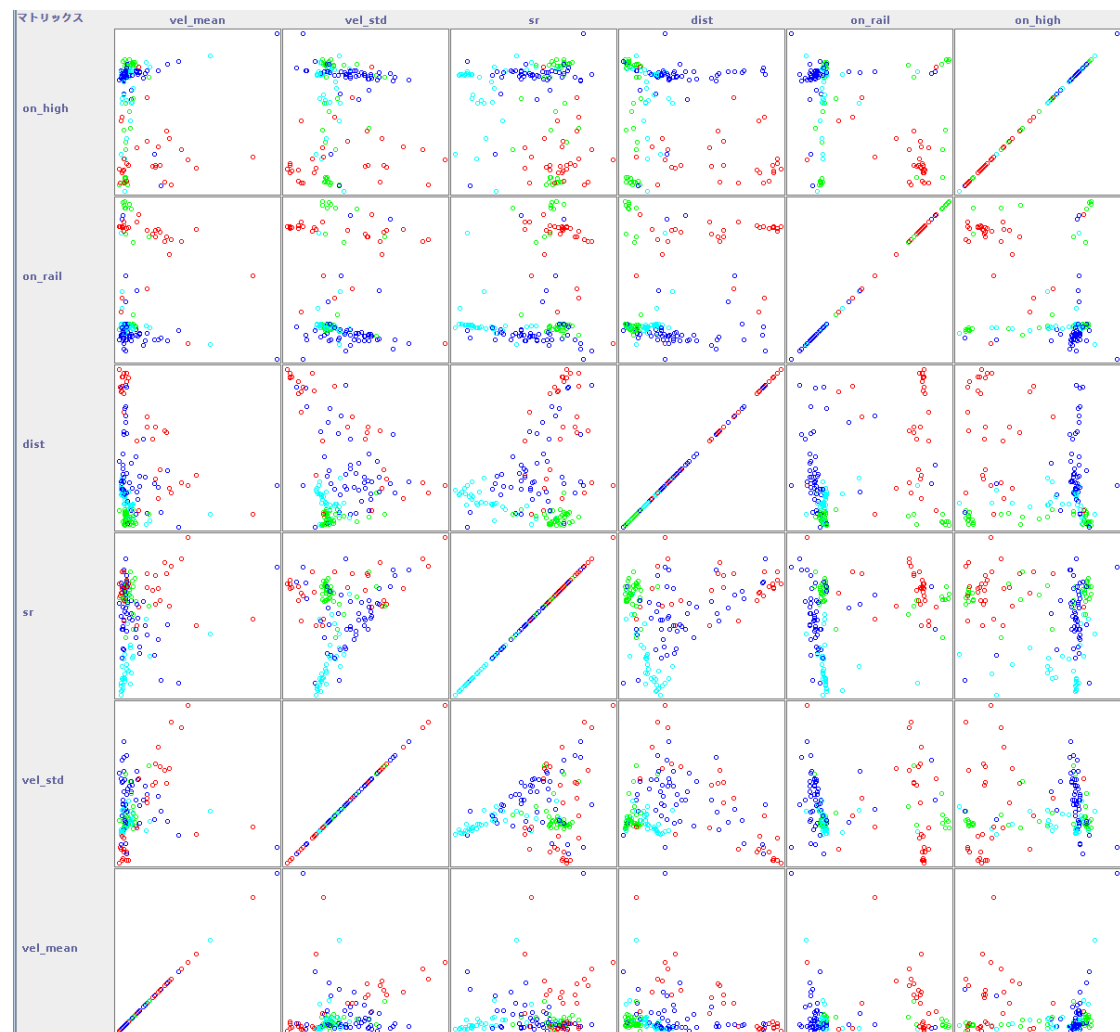 マトリックス
vel_mean vel_std sr dist on_rail on_high
on_high
on_rail
dist
sr
vel_std
vel_mean